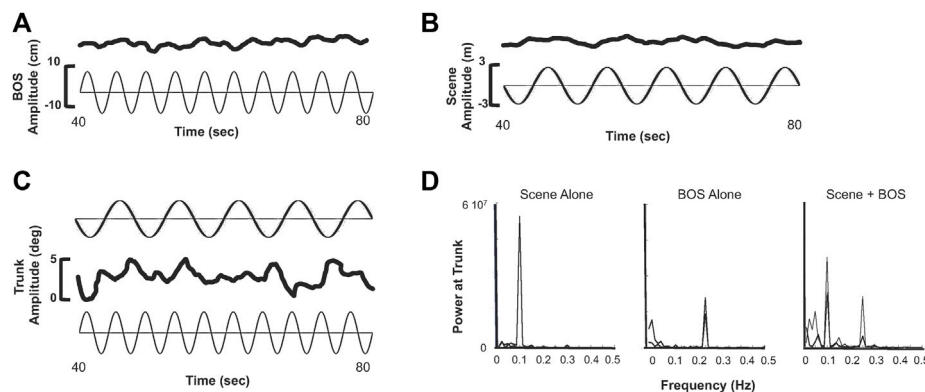 A
BOS
Amplitude (cm)
10
-10
40
80
Time (sec)
B
Scene
Amplitude (m)
3
-3
40
80
Time (sec)
C
Trunk
Amplitude (deg)
5
0
40
80
Time (sec)
D
Scene Alone
BOS Alone
Scene + BOS
6 10⁷
Power at Trunk
0
0 0.1 0.2 0.3 0.4 0.5
0 0.1 0.2 0.3 0.4 0.5
0 0.1 0.2 0.3 0.4 0.5
Frequency (Hz)